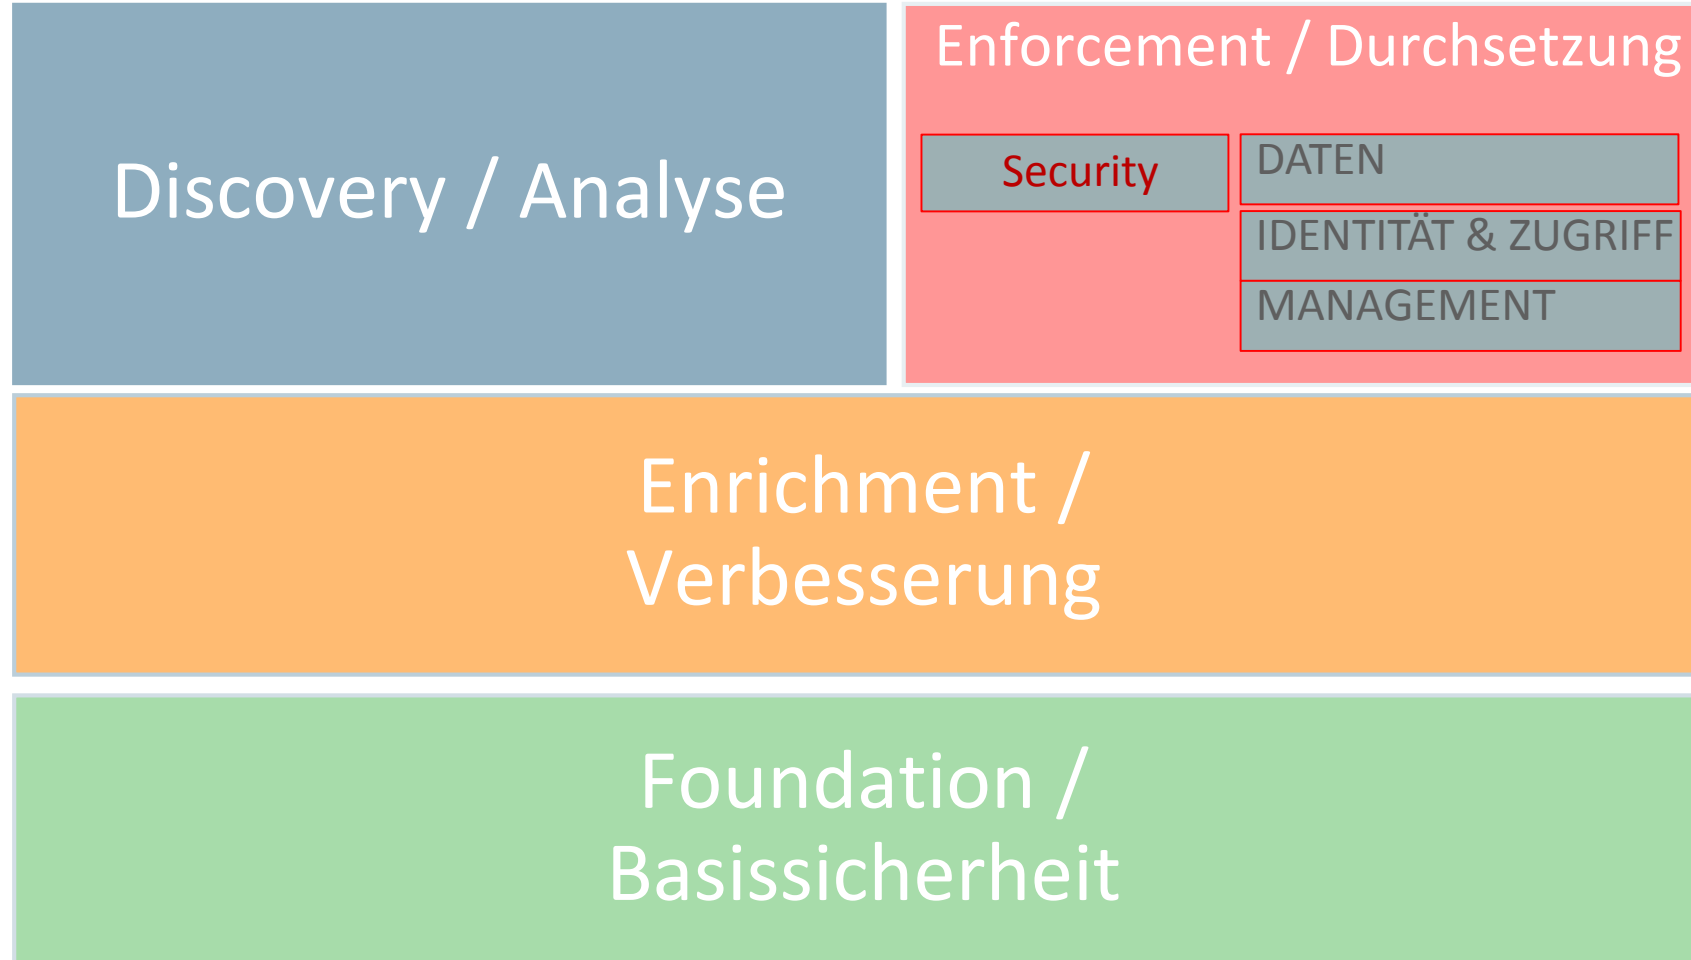 Discovery / Analyse
Enforcement / Durchsetzung
Security
DATEN
IDENTITÄT & ZUGRIFF
MANAGEMENT
Enrichment /
Verbesserung
Foundation /
Basissicherheit